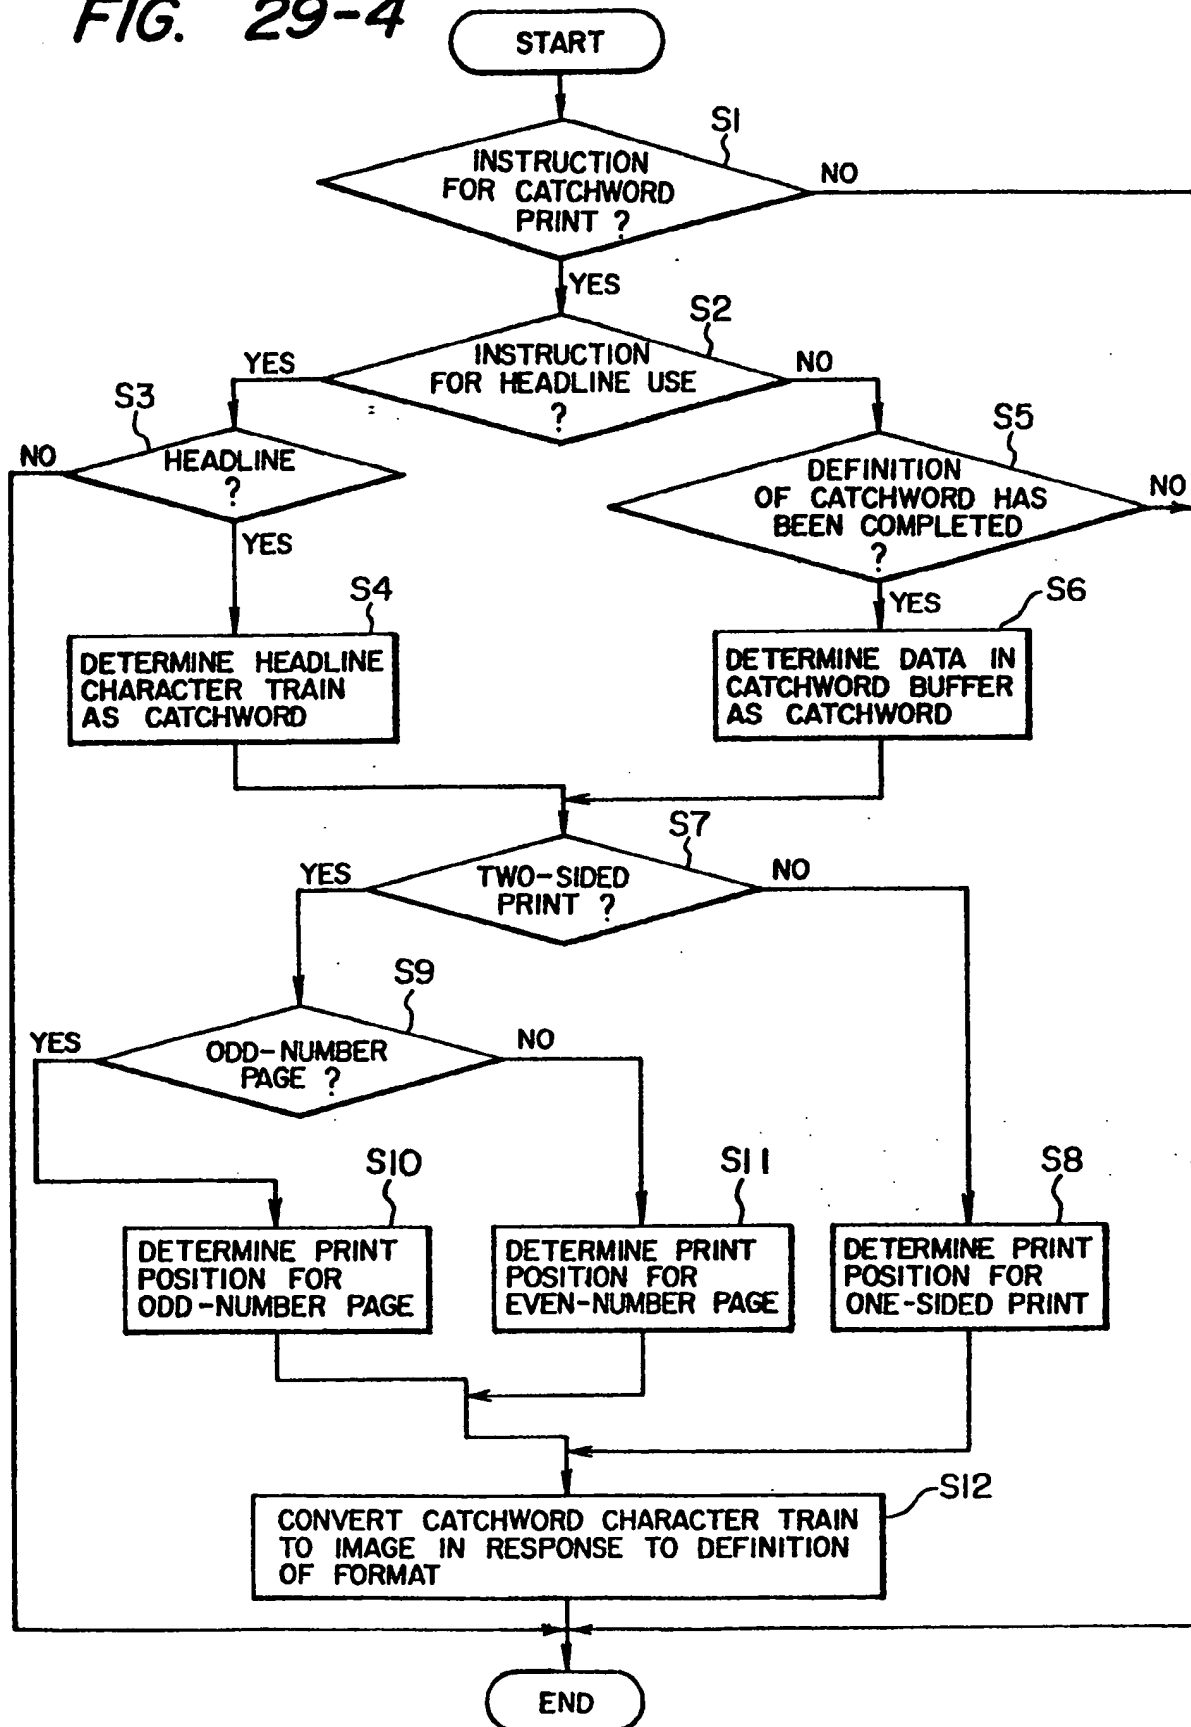 FIG. 29-4
START
S1
INSTRUCTION
FOR CATCHWORD
PRINT ?
NO
YES
S2
INSTRUCTION
FOR HEADLINE USE
?
YES
NO
S3
HEADLINE
?
NO
YES
S5
DEFINITION
OF CATCHWORD HAS
BEEN COMPLETED
?
NO
YES
S4
DETERMINE HEADLINE
CHARACTER TRAIN
AS CATCHWORD
S6
DETERMINE DATA IN
CATCHWORD BUFFER
AS CATCHWORD
S7
TWO-SIDED
PRINT ?
YES
NO
S9
ODD-NUMBER
PAGE ?
YES
NO
S10
DETERMINE PRINT
POSITION FOR
ODD-NUMBER PAGE
S11
DETERMINE PRINT
POSITION FOR
EVEN-NUMBER PAGE
S8
DETERMINE PRINT
POSITION FOR
ONE-SIDED PRINT
S12
CONVERT CATCHWORD CHARACTER TRAIN
TO IMAGE IN RESPONSE TO DEFINITION
OF FORMAT
END